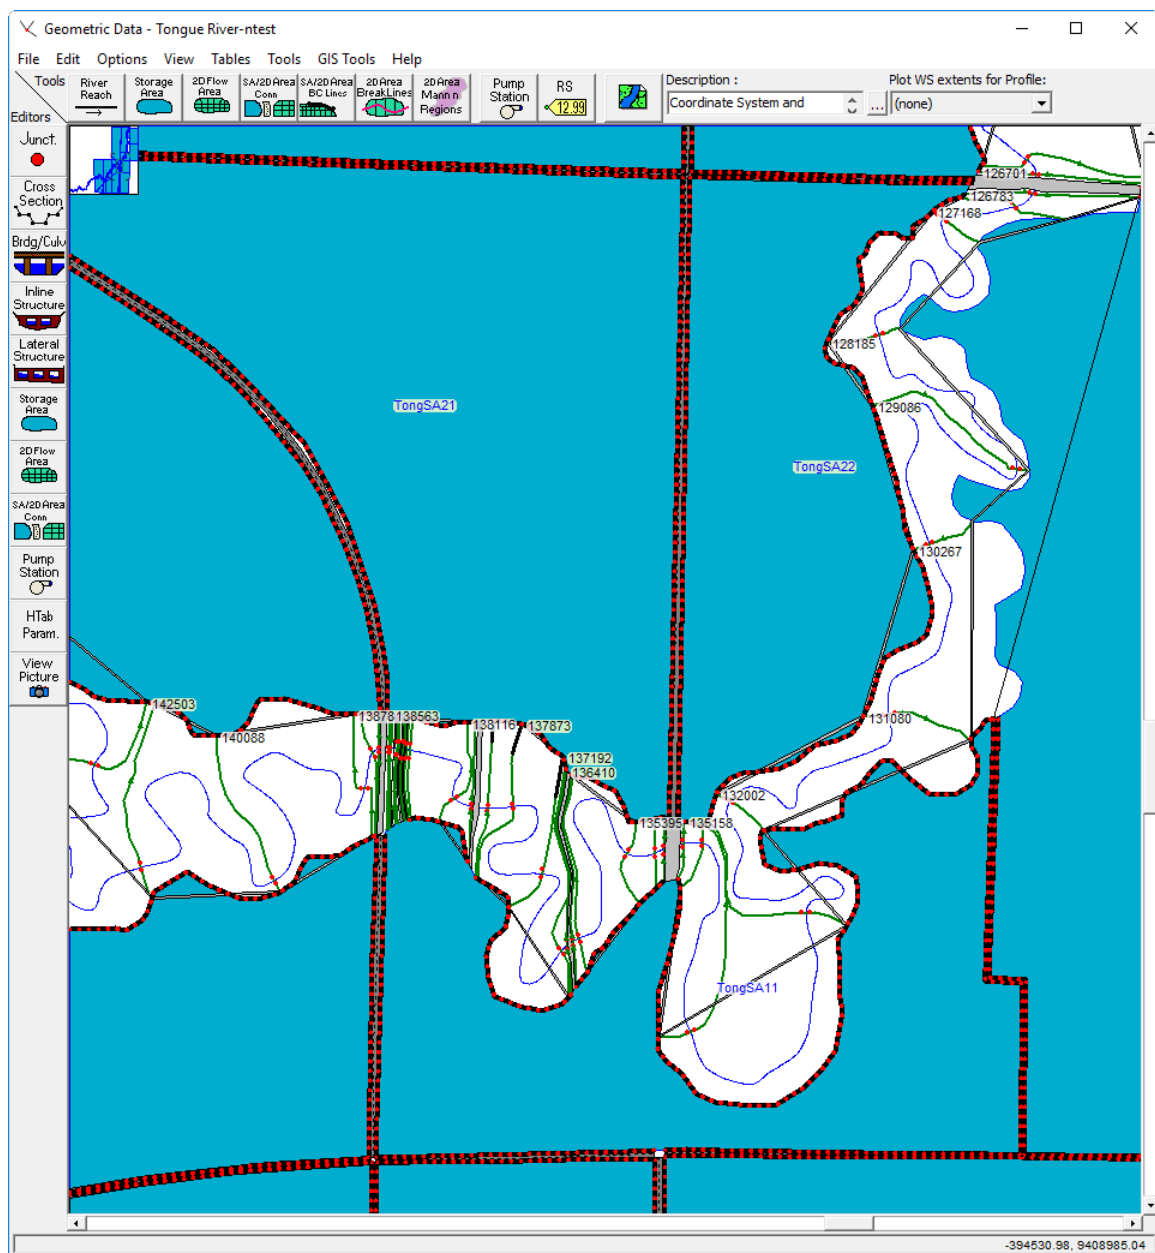 Geometric Data - Tongue River-ntest
File Edit Options View Tables Tools GIS Tools Help
Tools
Editors
River
Reach
Storage
Area
2D Flow
Area
SA/2D Area
Conn
SA/2D Area
BC Lines
2D Area
BreakLines
2D Area
Mann n
Regions
Pump
Station
RS
12.99
Description :
Coordinate System and
...
Plot WS extents for Profile:
(none)
Junct.
Cross
Section
Brdg/Culv
Inline
Structure
Lateral
Structure
Storage
Area
2D Flow
Area
SA/2D Area
Conn
Pump
Station
HTab
Param.
View
Picture
126701
126783
127168
128185
TongSA21
129086
TongSA22
130267
142503
140088
13878
138563
138116
137873
131080
137192
136410
132002
135395
135158
TongSA11
-394530.98, 9408985.04